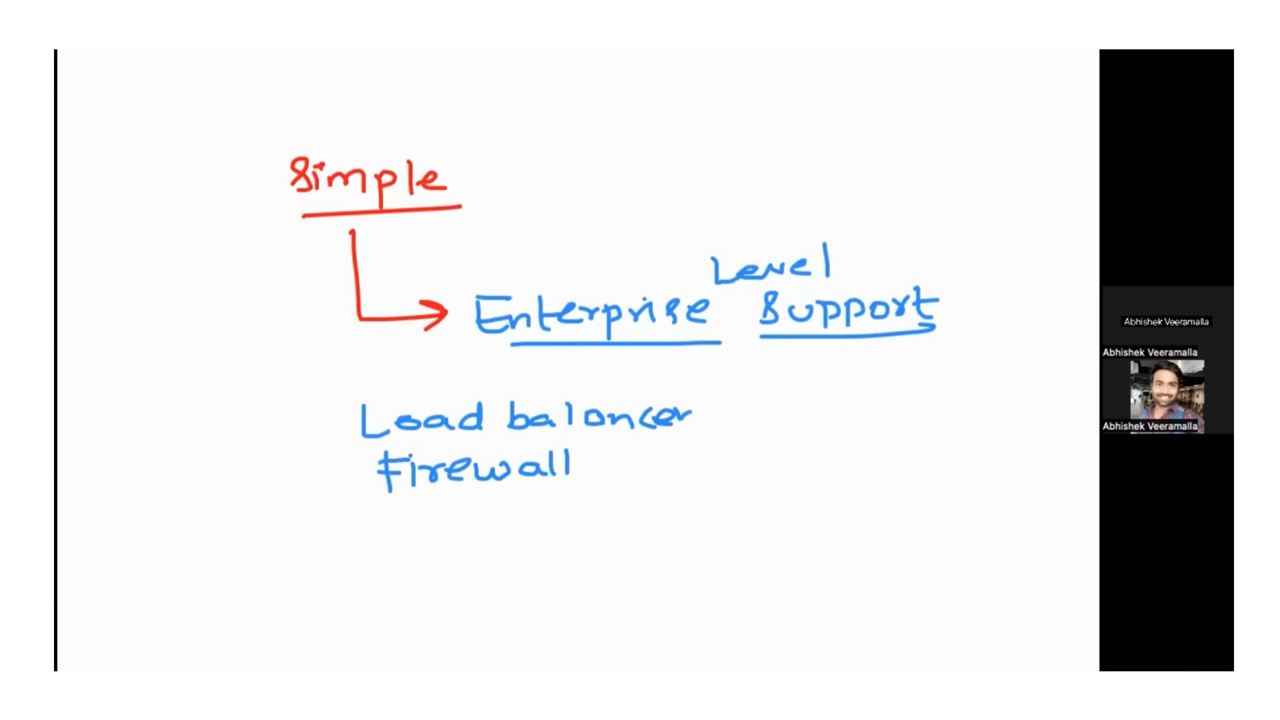 Simple
Level
Enterprise Support
Load balancer
Firewall
Abhishek Veeramalla
Abhishek Veeramalla
Abhishek Veeramalla